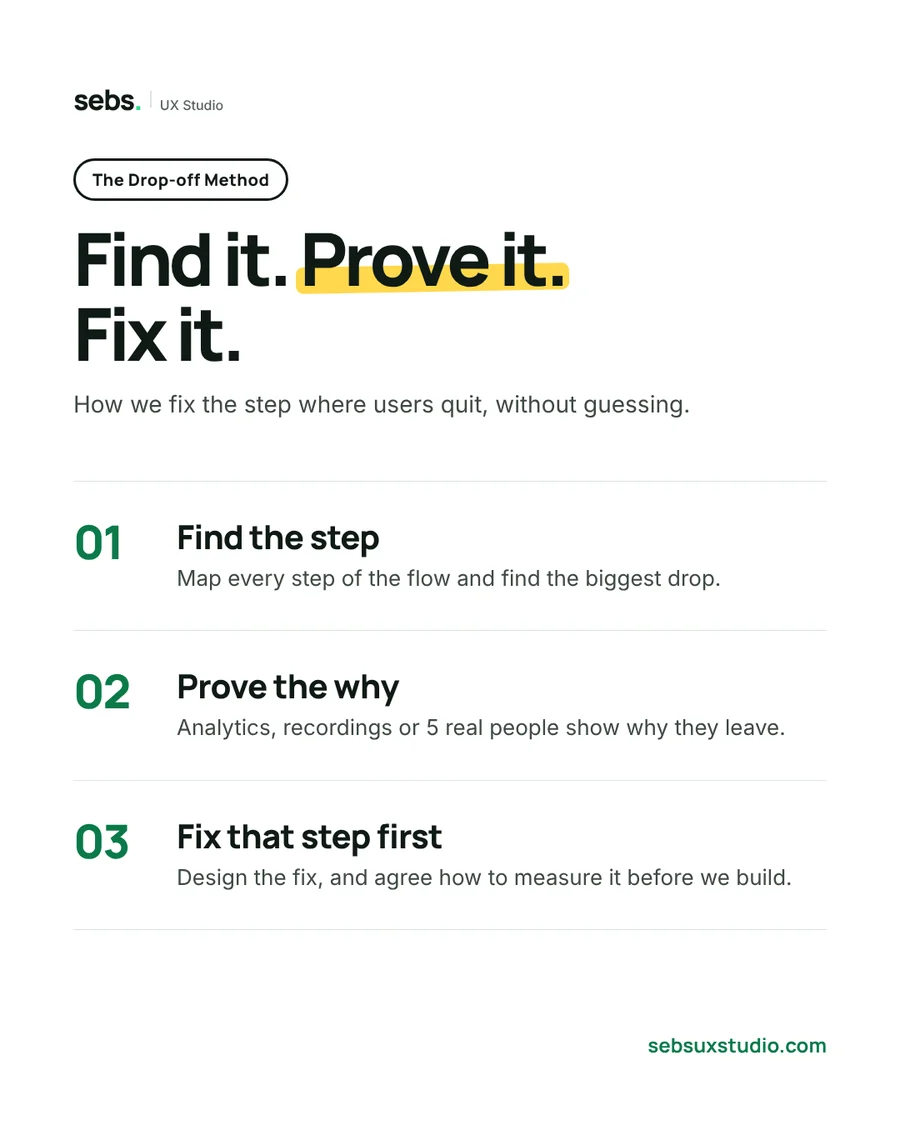 sebs. UX Studio
The Drop-off Method
Find it. Prove it.
Fix it.
How we fix the step where users quit, without guessing.
01 Find the step
Map every step of the flow and find the biggest drop.
02 Prove the why
Analytics, recordings or 5 real people show why they leave.
03 Fix that step first
Design the fix, and agree how to measure it before we build.
sebsuxstudio.com